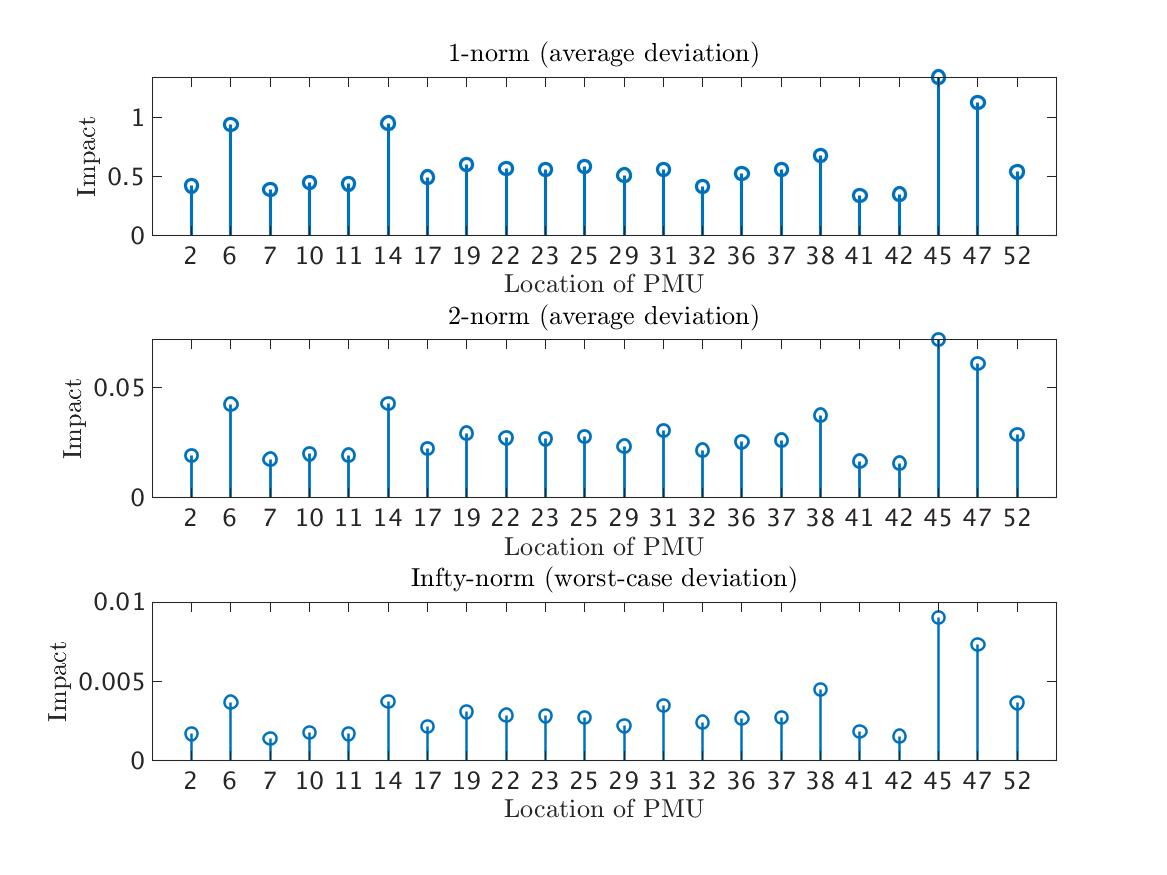 1-norm (average deviation)
Impact
1
0.5
0
2 6 7 10 11 14 17 19 22 23 25 29 31 32 36 37 38 41 42 45 47 52
Location of PMU
2-norm (average deviation)
Impact
0.05
0
2 6 7 10 11 14 17 19 22 23 25 29 31 32 36 37 38 41 42 45 47 52
Location of PMU
Infty-norm (worst-case deviation)
Impact
0.01
0.005
0
2 6 7 10 11 14 17 19 22 23 25 29 31 32 36 37 38 41 42 45 47 52
Location of PMU